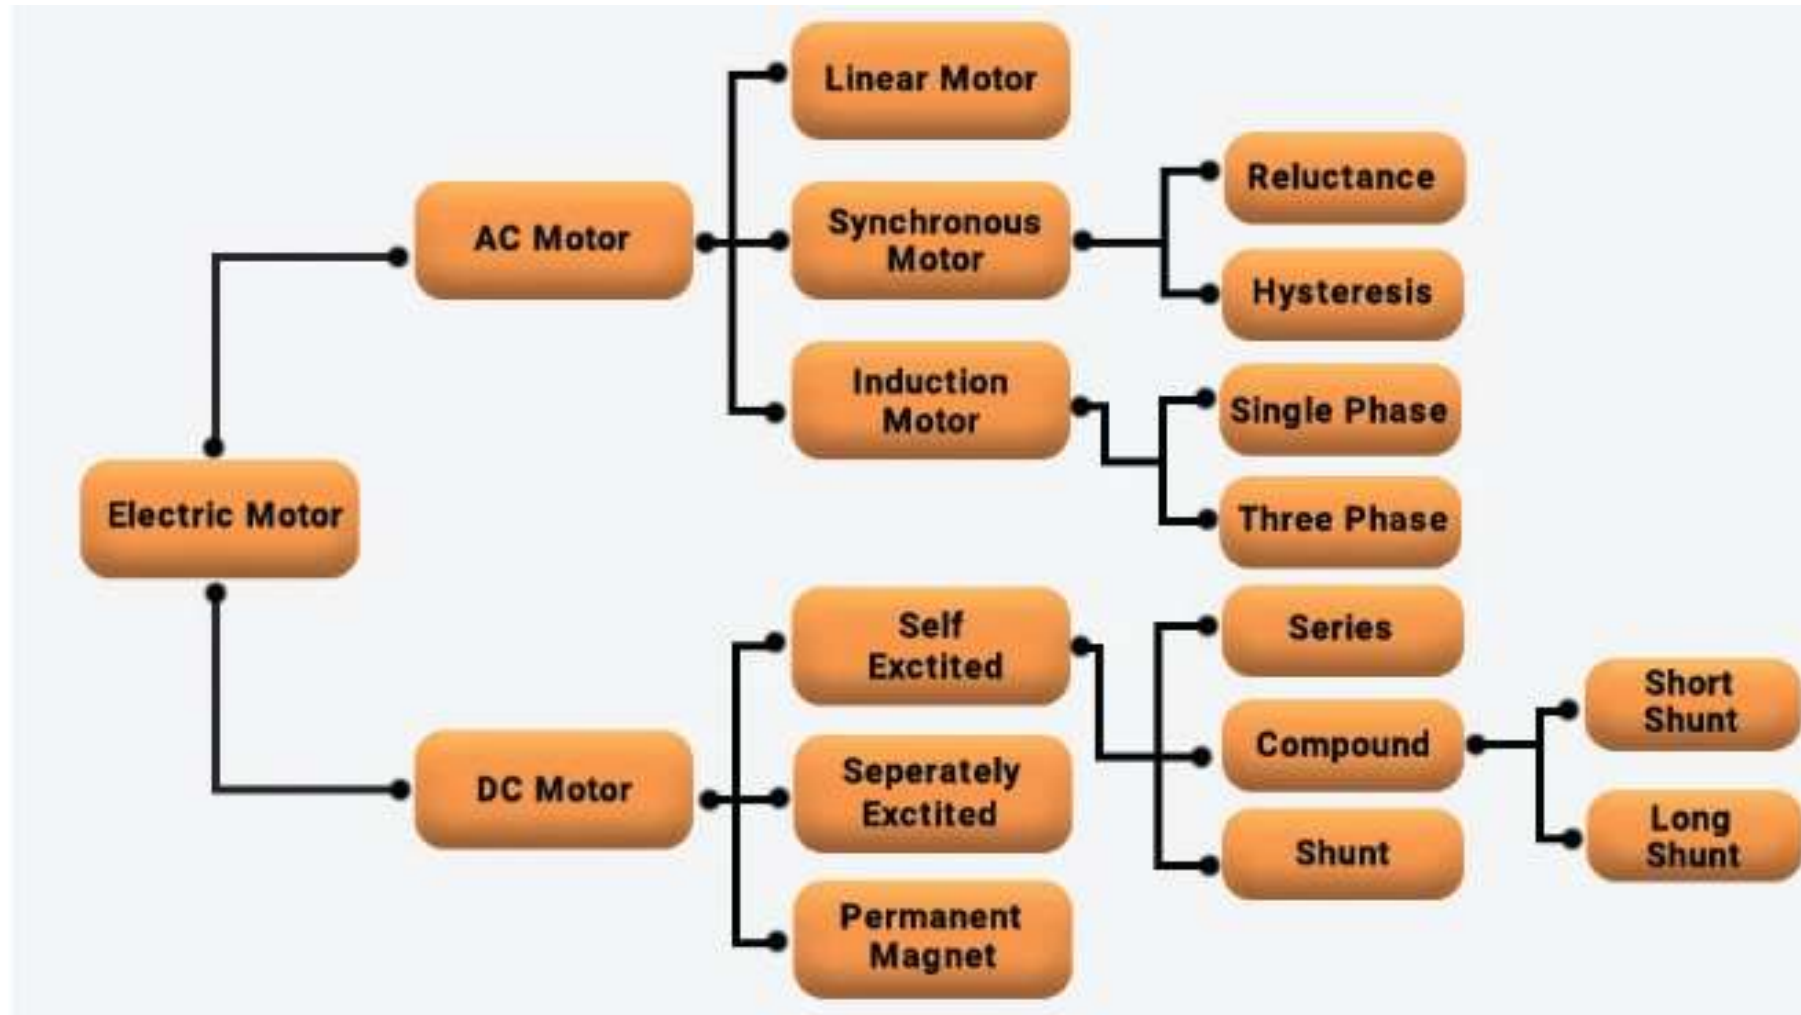 Linear Motor
Reluctance
AC Motor
Synchronous
Motor
Hysteresis
Induction
Motor
Single Phase
Three Phase
Electric Motor
Self
Exctited
Series
Short
Shunt
Compound
DC Motor
Seperately
Exctited
Long
Shunt
Shunt
Permanent
Magnet